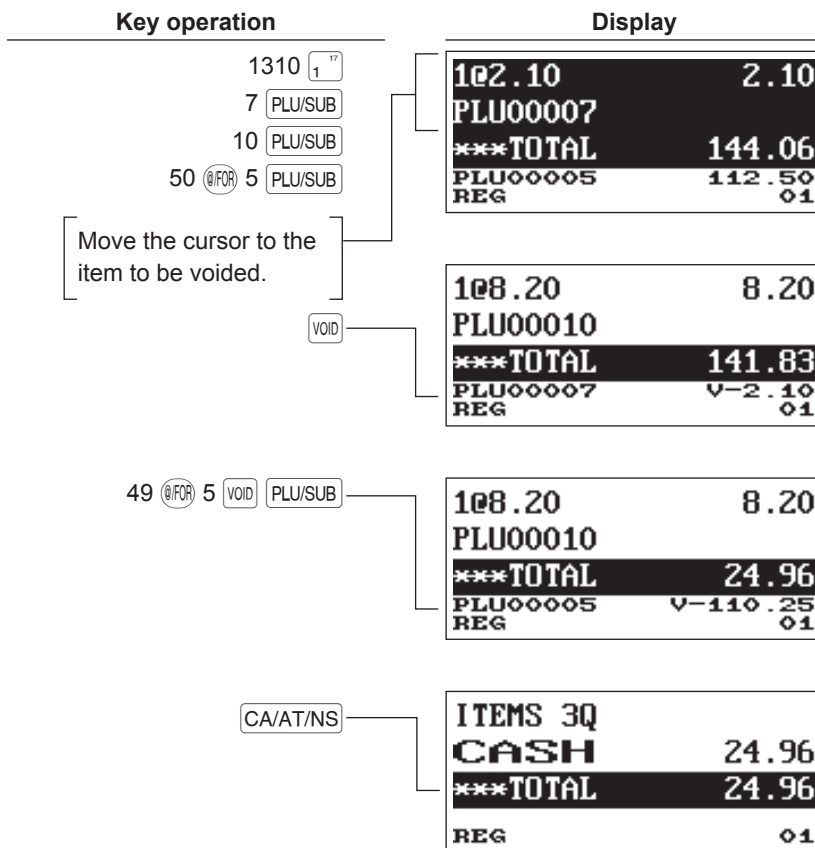 Key operation
Display
1310 1 17
7 PLU/SUB
10 PLU/SUB
50 @/FOR 5 PLU/SUB
Move the cursor to the
item to be voided.
1@2.10 2.10
PLU00007
***TOTAL 144.06
PLU00005 112.50
REG 01
VOID
1@8.20 8.20
PLU00010
***TOTAL 141.83
PLU00007 V-2.10
REG 01
49 @/FOR 5 VOID PLU/SUB
1@8.20 8.20
PLU00010
***TOTAL 24.96
PLU00005 V-110.25
REG 01
CA/AT/NS
ITEMS 3Q
CASH 24.96
***TOTAL 24.96
REG 01